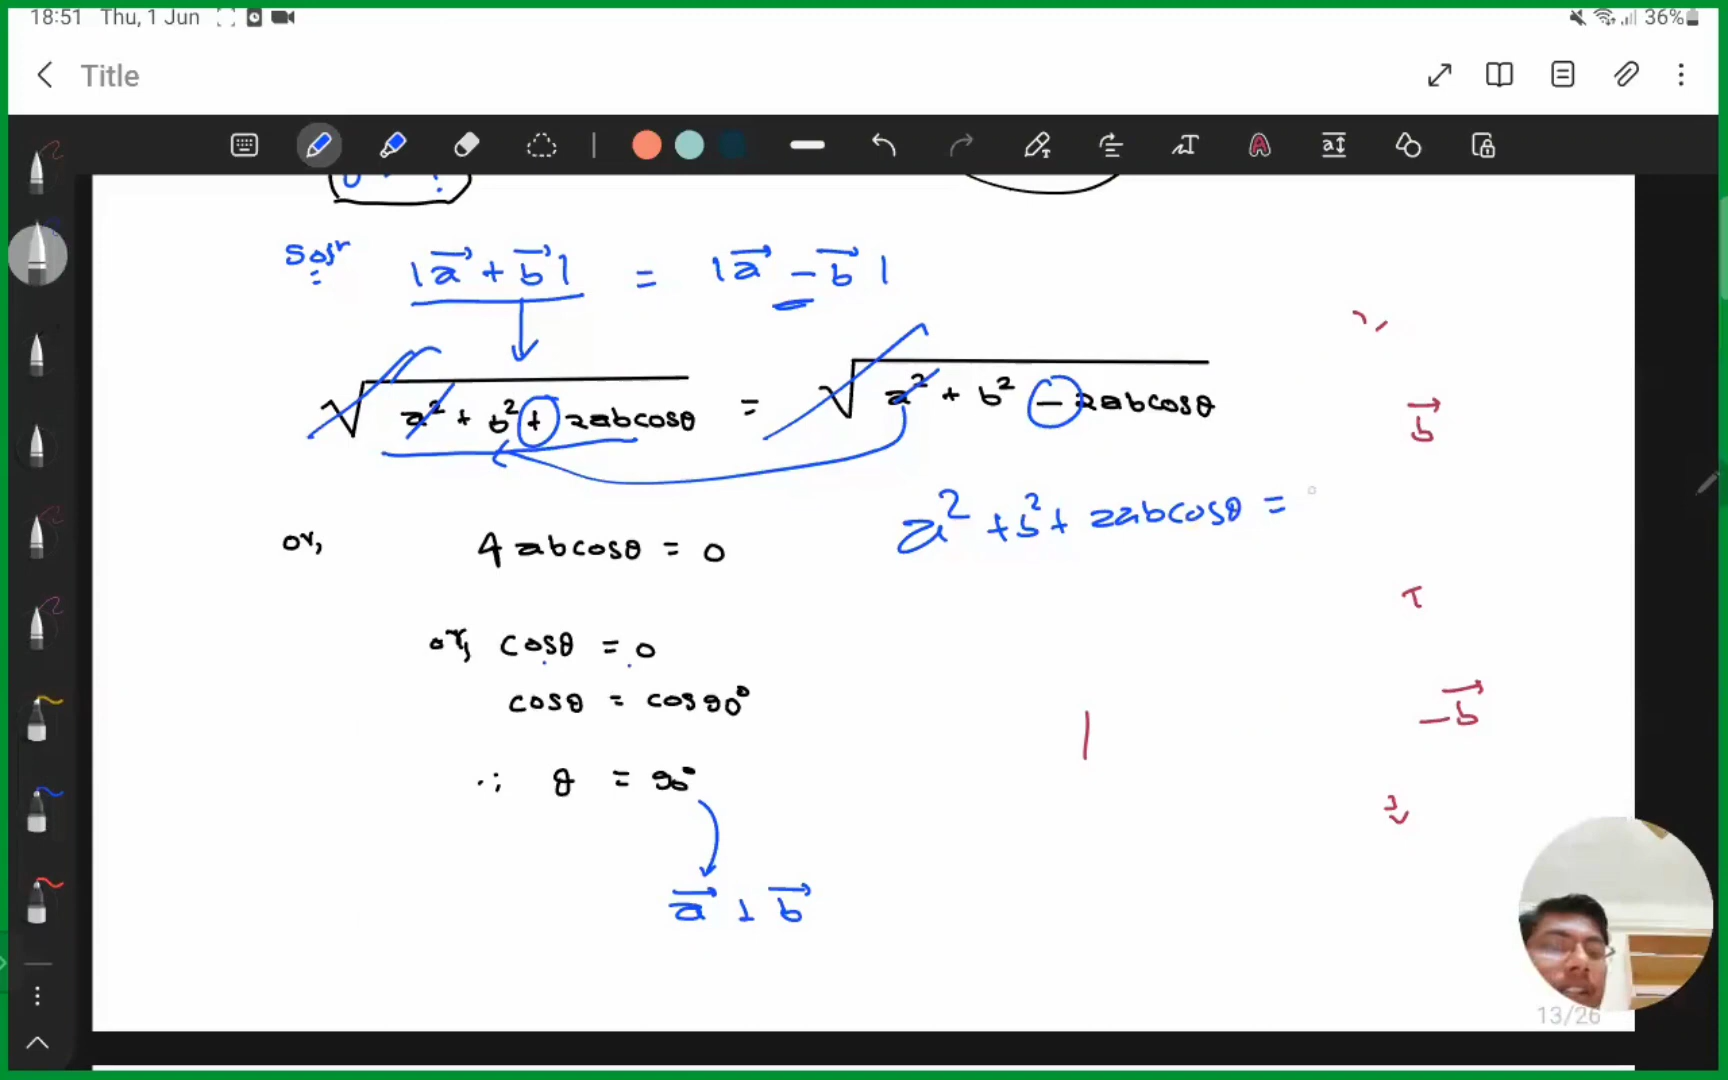 18:51 Thu, 1 Jun 36%
Title
Solⁿ |a⃗ + b⃗| = |a⃗ - b⃗|
√(a² + b² + 2abcosθ) = √(a² + b² - 2abcosθ)
b⃗
a² + b² + 2abcosθ =
or, 4abcosθ = 0
or, cosθ = 0
-b⃗
cosθ = cos90°
∴ θ = 90°
a⃗ ⊥ b⃗
13/26